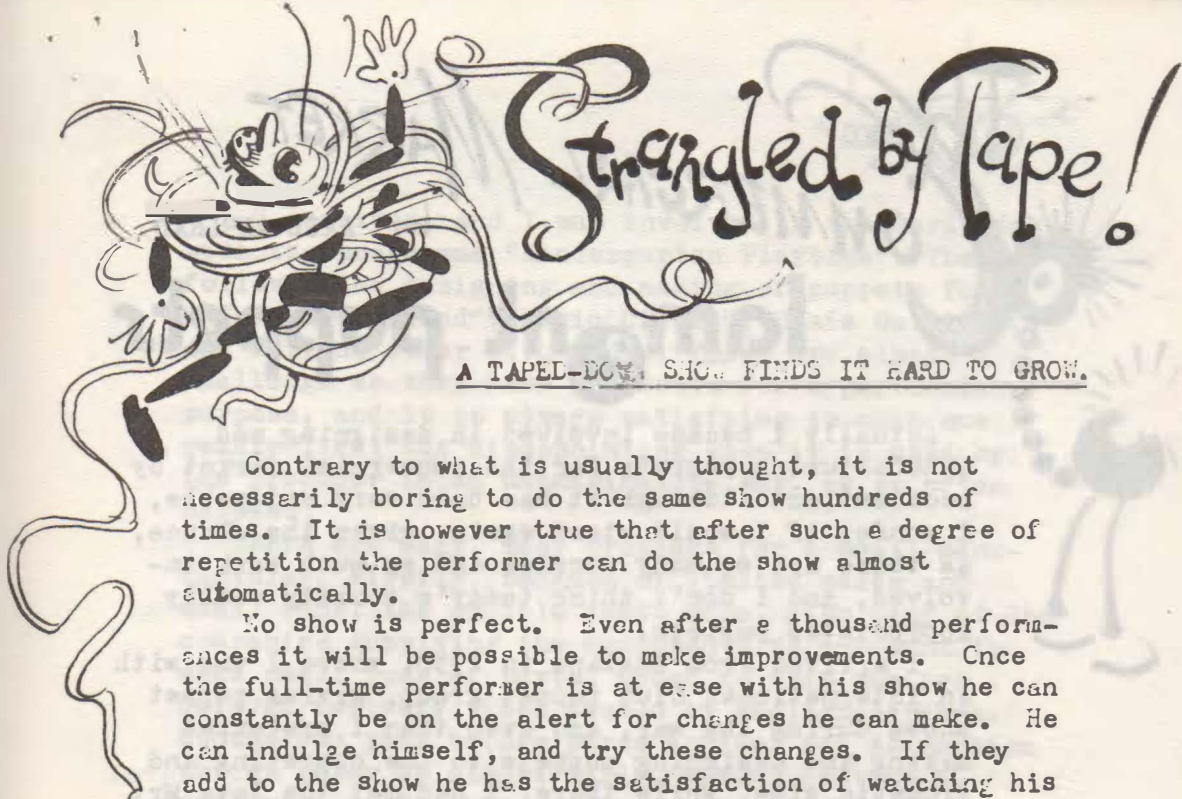 Strangled by Tape!
A TAPED-DOWN SHOW FINDS IT HARD TO GROW.
Contrary to what is usually thought, it is not
necessarily boring to do the same show hundreds of
times. It is however true that after such a degree of
repetition the performer can do the show almost
automatically.
No show is perfect. Even after a thousand perform-
ances it will be possible to make improvements. Once
the full-time performer is at ease with his show he can
constantly be on the alert for changes he can make. He
can indulge himself, and try these changes. If they
add to the show he has the satisfaction of watching his